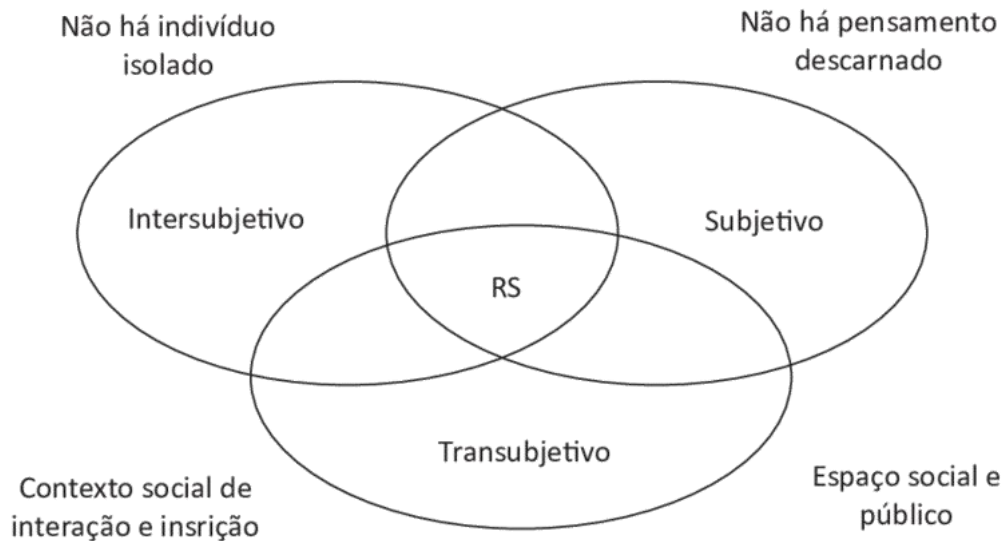 Não há indivíduo
isolado
Não há pensamento
descarnado
Intersubjetivo
Subjetivo
RS
Transubjetivo
Contexto social de
interação e insrição
Espaço social e
público